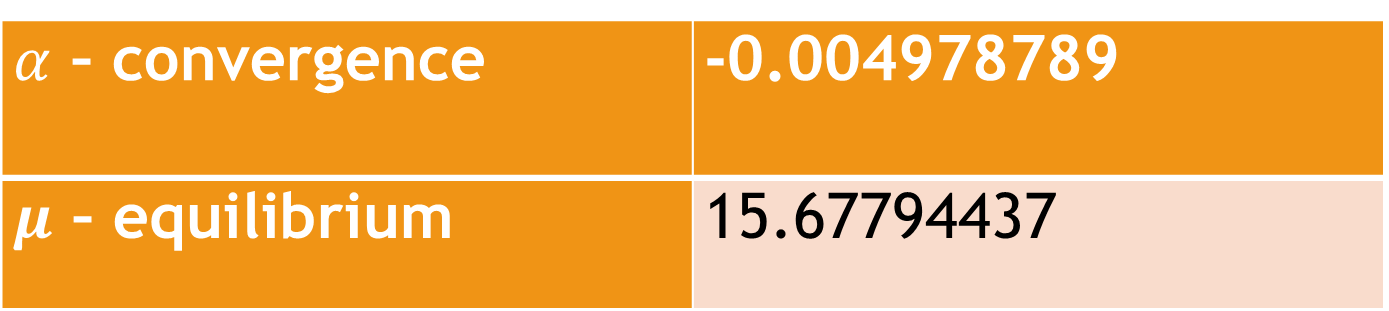 α – convergence -0.004978789
μ – equilibrium 15.67794437